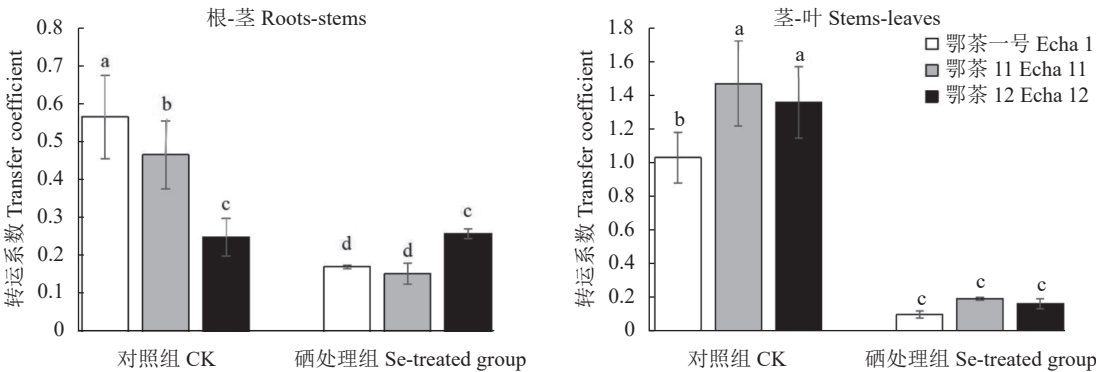 根-茎 Roots-stems
转运系数 Transfer coefficient
0.8
0.7
0.6
0.5
0.4
0.3
0.2
0.1
0
a
b
c
d
d
c
对照组 CK
硒处理组 Se-treated group
茎-叶 Stems-leaves
转运系数 Transfer coefficient
1.8
1.6
1.4
1.2
1.0
0.8
0.6
0.4
0.2
0
b
a
a
c
c
c
鄂茶一号 Echa 1
鄂茶 11 Echa 11
鄂茶 12 Echa 12
对照组 CK
硒处理组 Se-treated group